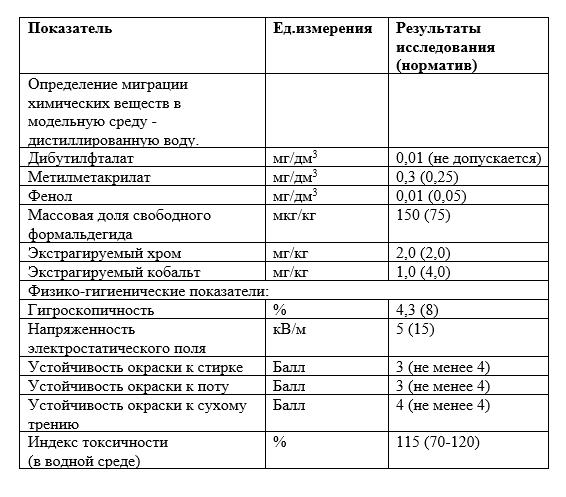 Показатель Ед.измерения Результаты
исследования
(норматив)
Определение миграции
химических веществ в
модельную среду -
дистиллированную воду.
Дибутилфталат мг/дм³ 0,01 (не допускается)
Метилметакрилат мг/дм³ 0,3 (0,25)
Фенол мг/дм³ 0,01 (0,05)
Массовая доля свободного мкг/кг 150 (75)
формальдегида
Экстрагируемый хром мг/кг 2,0 (2,0)
Экстрагируемый кобальт мг/кг 1,0 (4,0)
Физико-гигиенические показатели:
Гигроскопичность % 4,3 (8)
Напряженность кВ/м 5 (15)
электростатического поля
Устойчивость окраски к стирке Балл 3 (не менее 4)
Устойчивость окраски к поту Балл 3 (не менее 4)
Устойчивость окраски к сухому Балл 4 (не менее 4)
трению
Индекс токсичности % 115 (70-120)
(в водной среде)